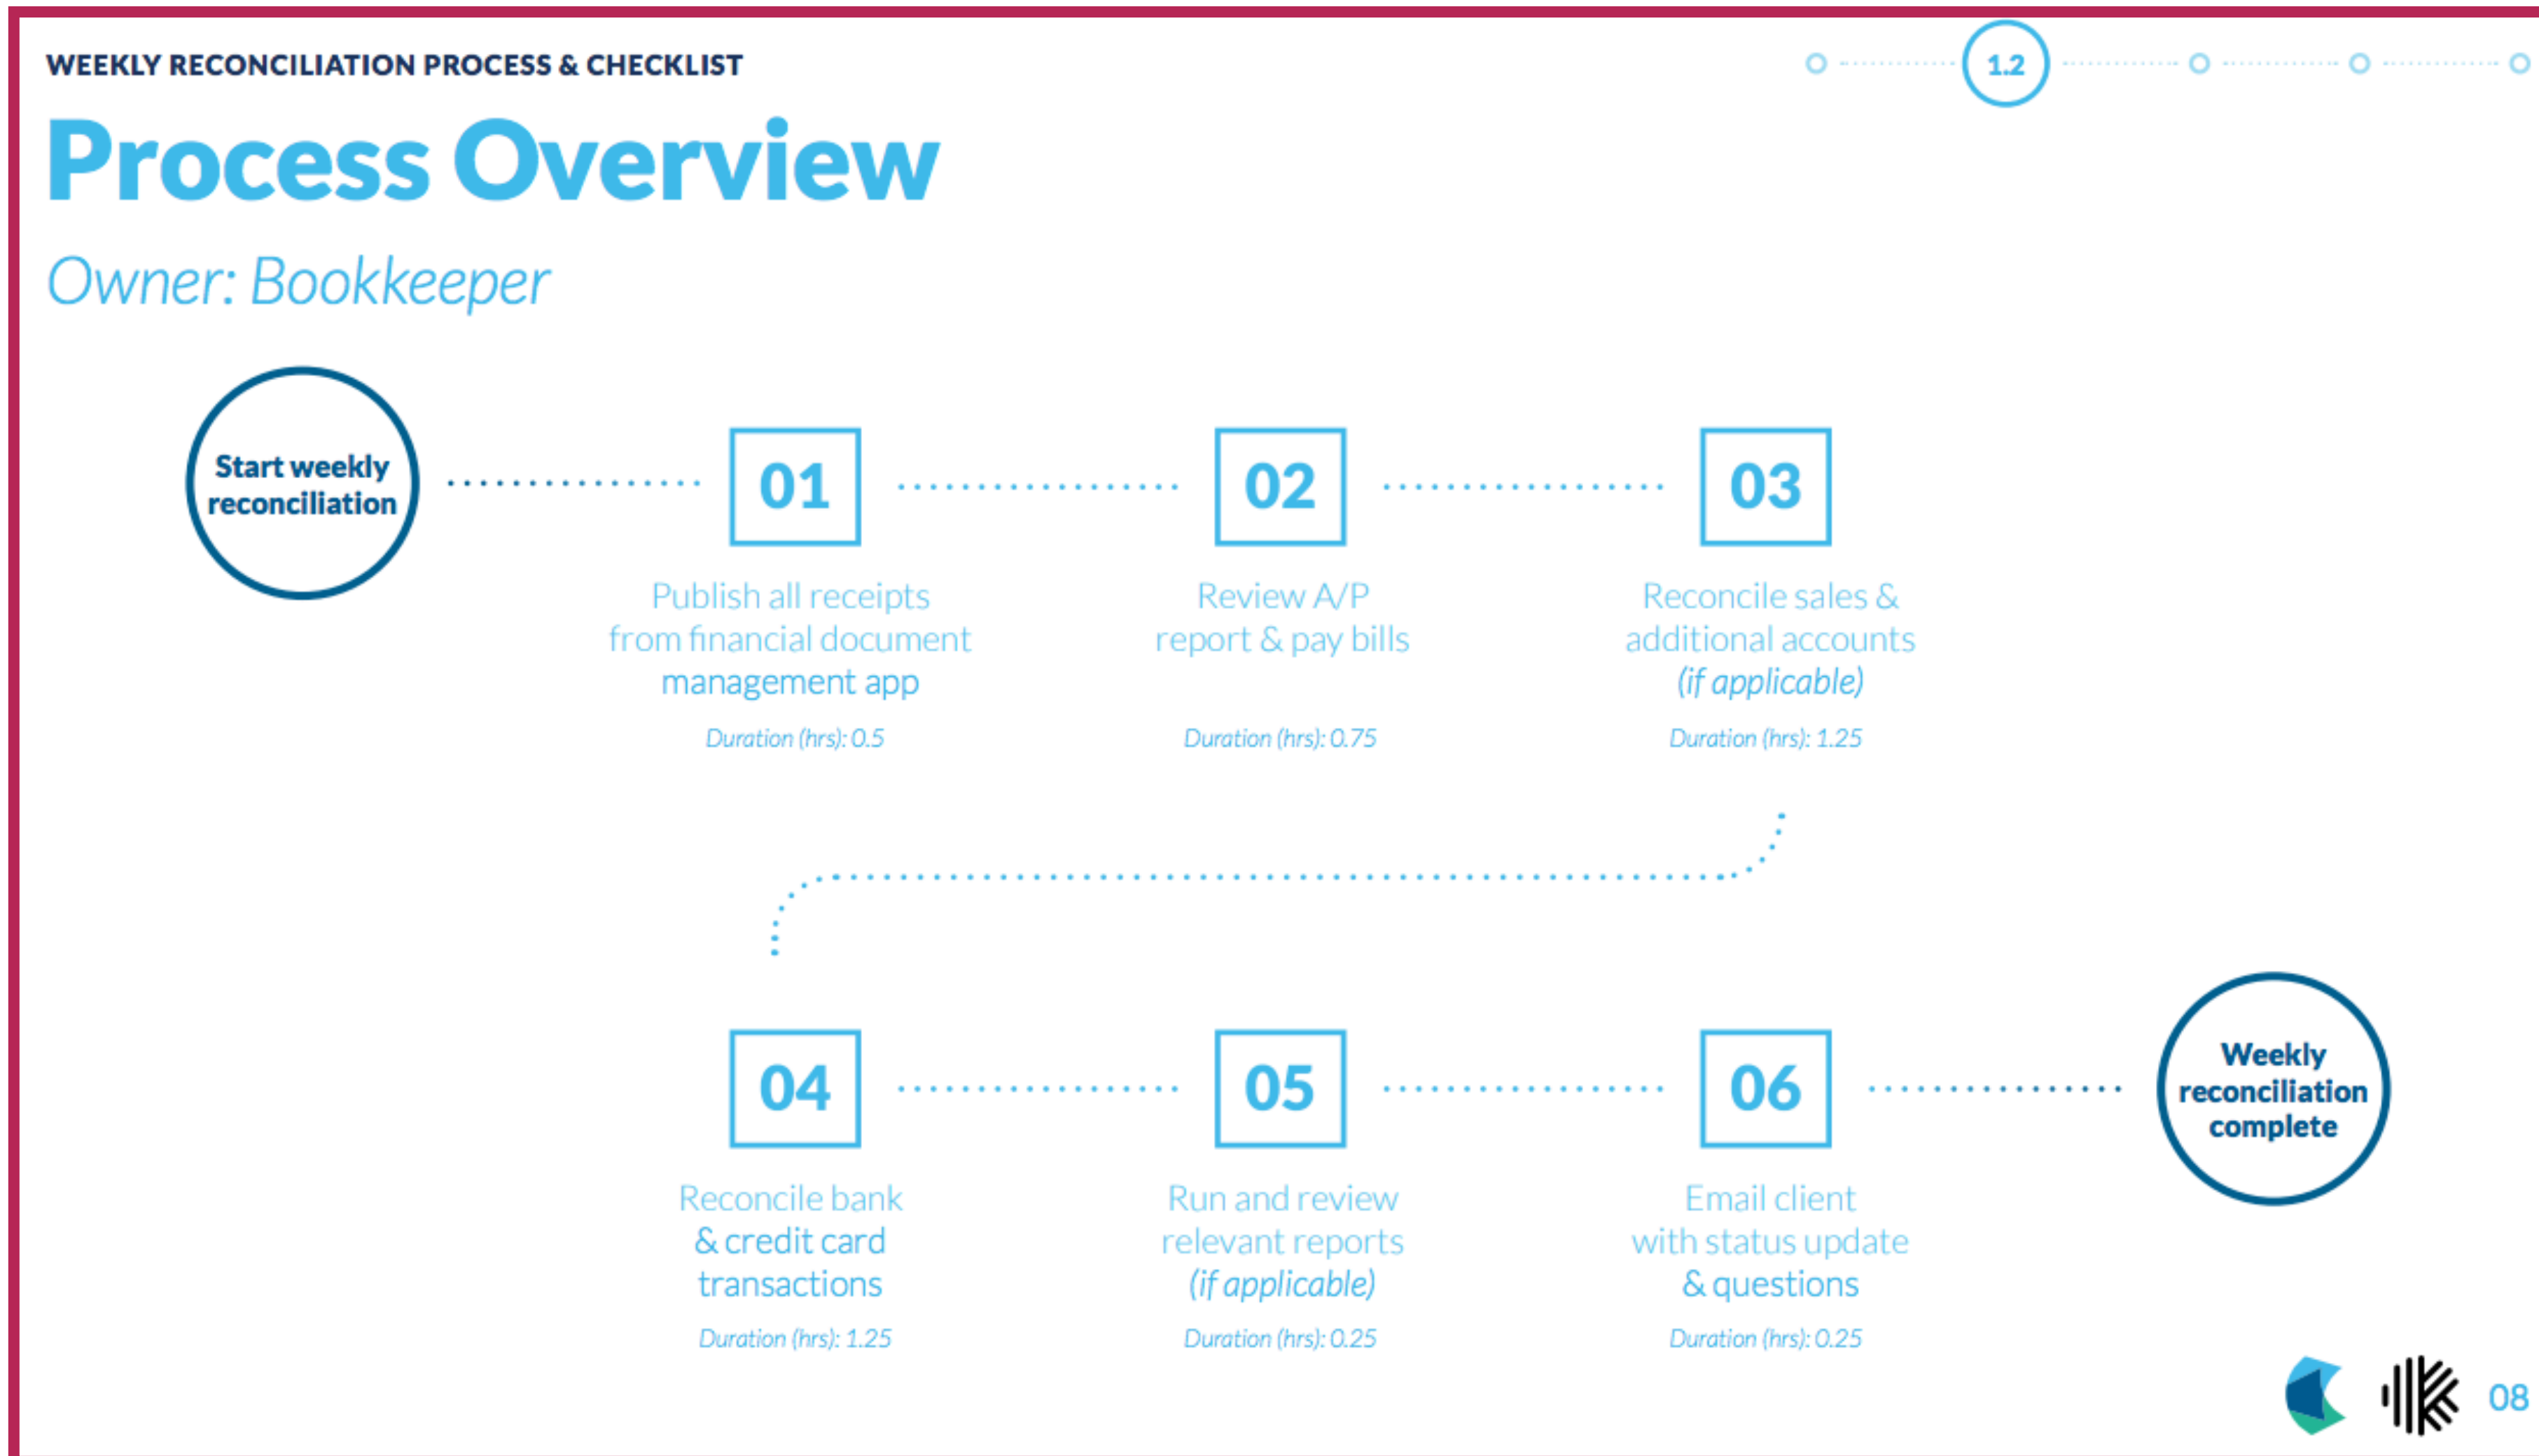 WEEKLY RECONCILIATION PROCESS & CHECKLIST
1.2
Process Overview
Owner: Bookkeeper
Start weekly
reconciliation
01
Publish all receipts
from financial document
management app
Duration (hrs): 0.5
02
Review A/P
report & pay bills
Duration (hrs): 0.75
03
Reconcile sales &
additional accounts
(if applicable)
Duration (hrs): 1.25
04
Reconcile bank
& credit card
transactions
Duration (hrs): 1.25
05
Run and review
relevant reports
(if applicable)
Duration (hrs): 0.25
06
Email client
with status update
& questions
Duration (hrs): 0.25
Weekly
reconciliation
complete
08